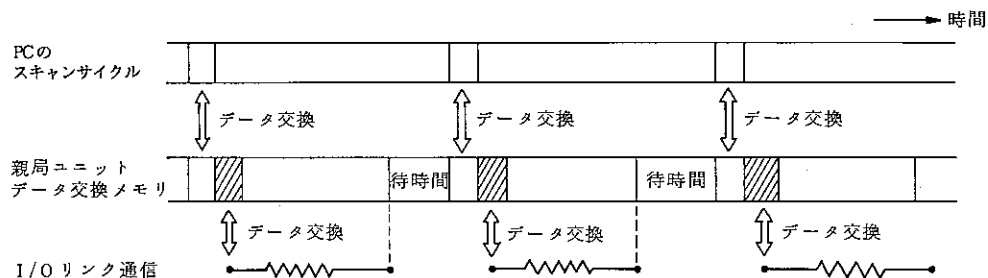 時間
PCの
スキャンサイクル
データ交換 データ交換 データ交換
親局ユニット
データ交換メモリ
待時間 待時間
データ交換 データ交換 データ交換
I/Oリンク通信